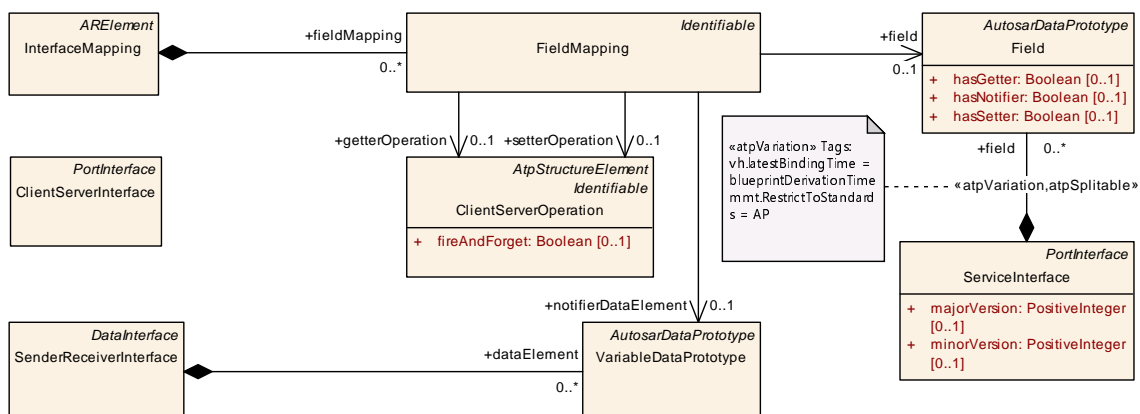 ARElement
InterfaceMapping
+fieldMapping
0..*
Identifiable
FieldMapping
+field
0..1
AutosarDataPrototype
Field
+ hasGetter: Boolean [0..1]
+ hasNotifier: Boolean [0..1]
+ hasSetter: Boolean [0..1]
+getterOperation
0..1
+setterOperation
0..1
PortInterface
ClientServerInterface
AtpStructureElement
Identifiable
ClientServerOperation
+ fireAndForget: Boolean [0..1]
«atpVariation» Tags:
vh.latestBindingTime =
blueprintDerivationTime
mmt.RestrictToStandard
s = AP
+field
0..*
«atpVariation,atpSplitable»
PortInterface
ServiceInterface
+ majorVersion: PositiveInteger
[0..1]
+ minorVersion: PositiveInteger
[0..1]
+notifierDataElement
0..1
DataInterface
SenderReceiverInterface
+dataElement
0..*
AutosarDataPrototype
VariableDataPrototype